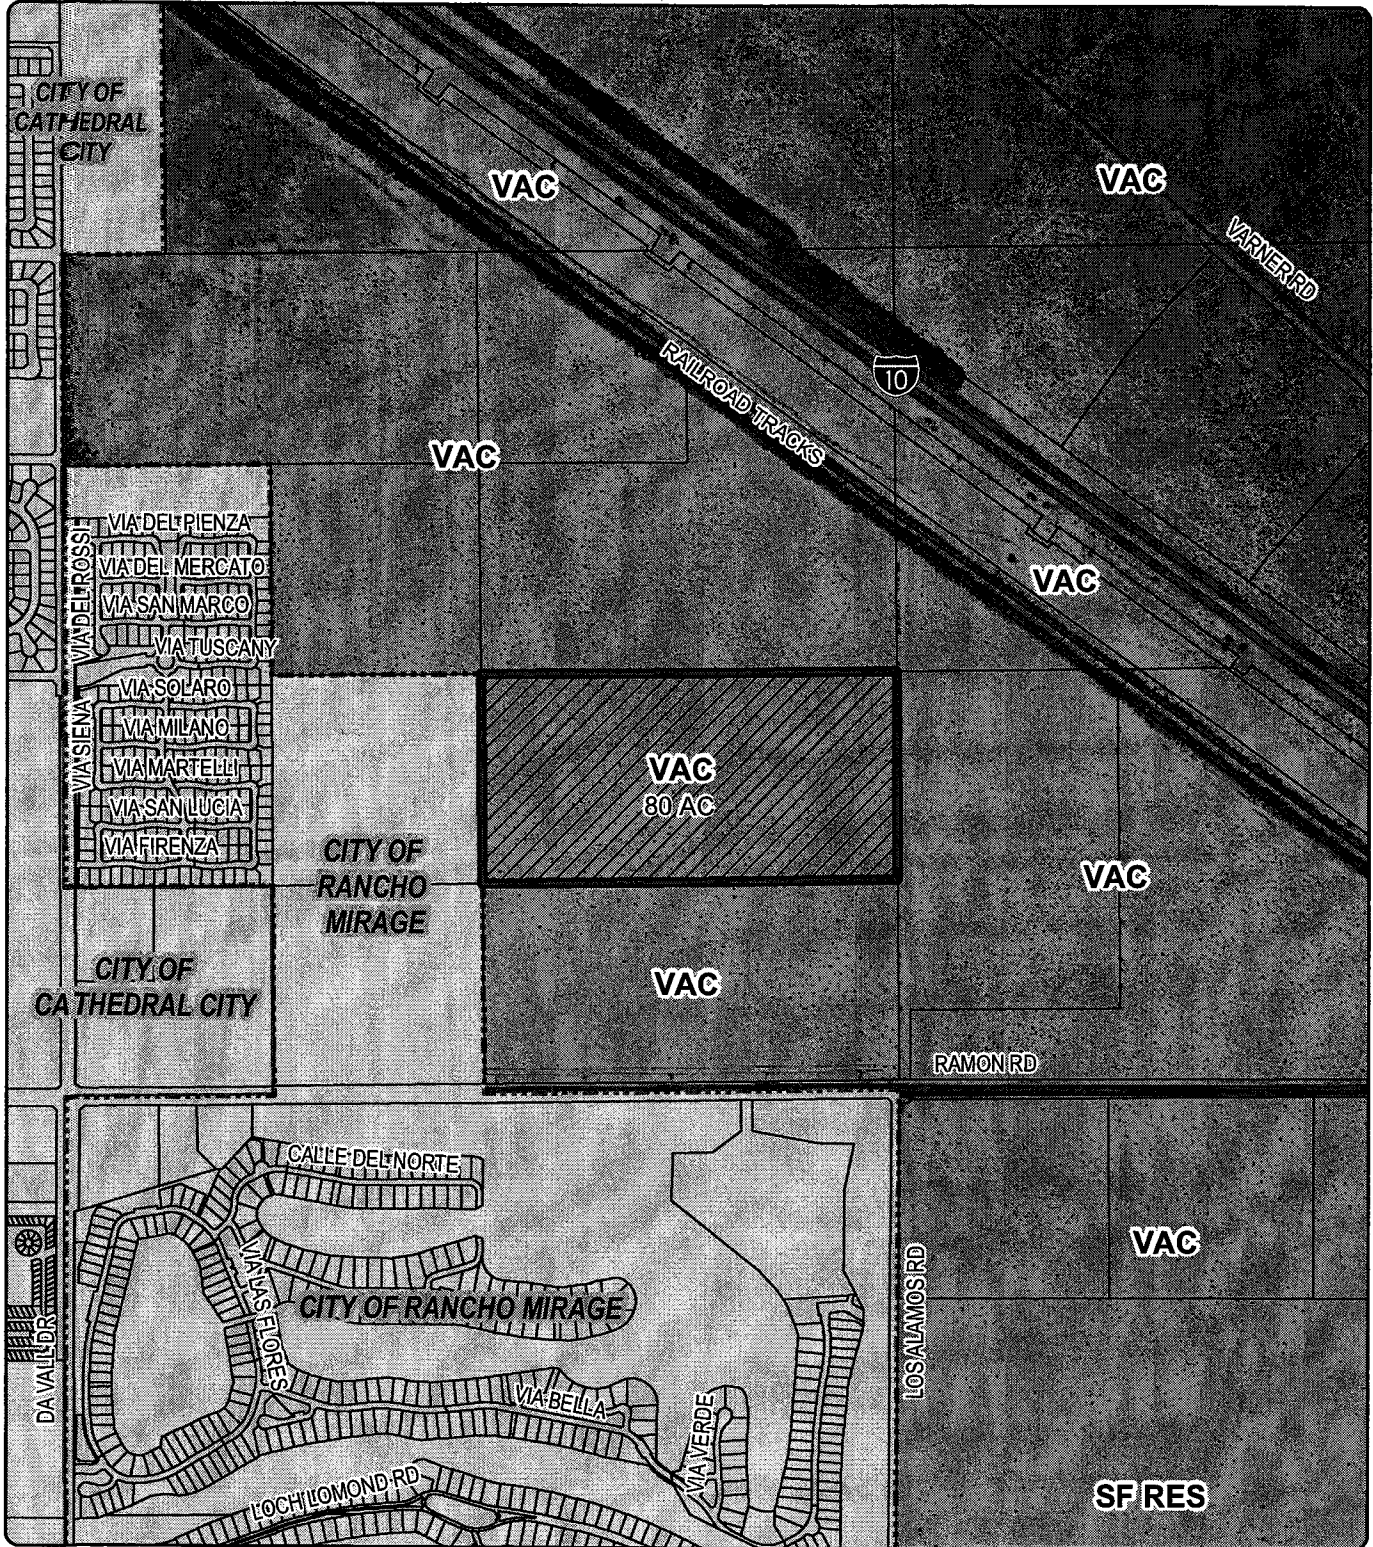 CITY OF
CATHEDRAL
CITY
VAC
VAC
VARNER RD
RAILROAD TRACKS
10
VAC
VIA DEL PIENZA
VIA DEL ROSSI
VIA DEL MERCATO
VIA SAN MARCO
VIA TUSCANY
VAC
VIA SOLARO
VIA SIENA
VIA MILANO
VIA MARTELLI
VIA SAN LUCIA
VIA FIRENZA
VAC
80 AC
CITY OF
RANCHO
MIRAGE
VAC
CITY OF
CATHEDRAL CITY
VAC
RAMON RD
CALLE DEL NORTE
VIA LAS FLORES
CITY OF RANCHO MIRAGE
VAC
LOS ALAMOS RD
DA VALL DR
VIA BELLA
VIA VERDE
LOCH LOMOND RD
SF RES